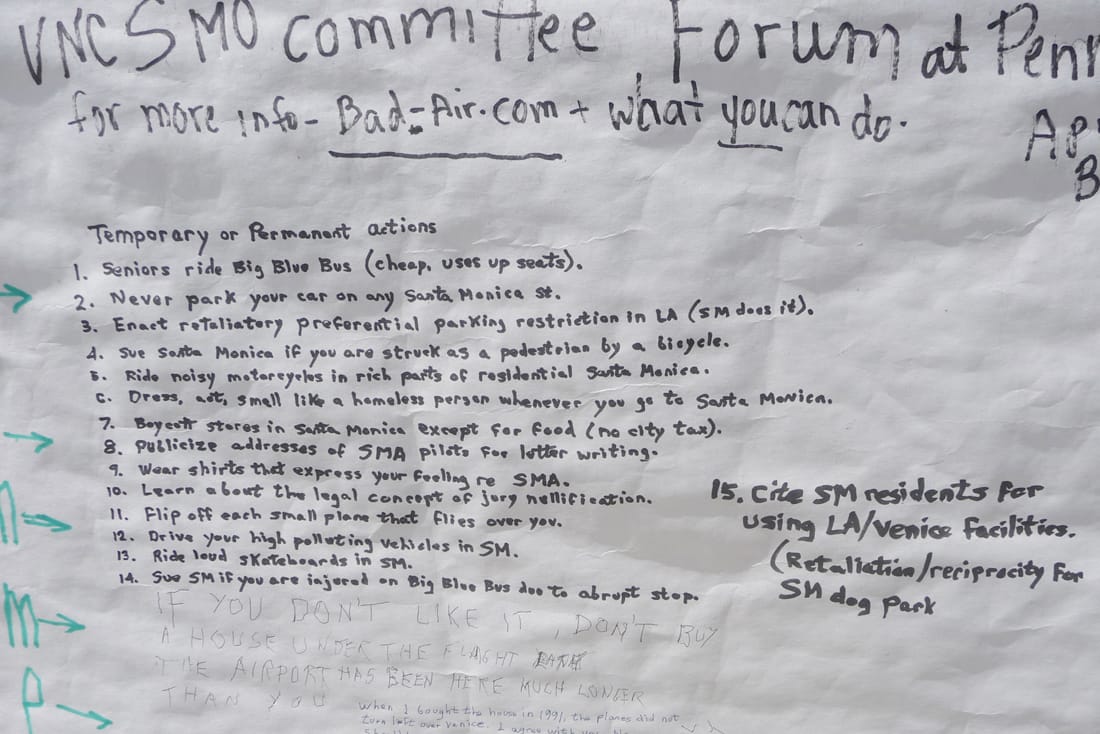 VNC SMO committee Forum at Penn
for more info- Bad-Air.com + what you can do.
Ap
B
Temporary or Permanent actions
1. Seniors ride Big Blue Bus (cheap, uses up seats).
2. Never park your car on any Santa Monica st.
3. Enact retaliatory preferential parking restriction in LA (SM does it).
4. Sue Santa Monica if you are struck as a pedestrian by a bicycle.
5. Ride noisy motorcycles in rich parts of residential Santa Monica.
6. Dress, act, smell like a homeless person whenever you go to Santa Monica.
7. Boycott stores in Santa Monica except for food (no city tax).
8. Publicize addresses of SMA pilots for letter writing.
9. Wear shirts that express your feeling re SMA.
10. Learn about the legal concept of jury nullification.
11. Flip off each small plane that flies over you.
12. Drive your high polluting vehicles in SM.
13. Ride loud skateboards in SM.
14. Sue SM if you are injured on Big Blue Bus due to abrupt stop.
15. Cite SM residents for
using LA/Venice facilities.
(Retaliation/reciprocity for
SM dog park
IF YOU DON'T LIKE IT, DON'T BUY
A HOUSE UNDER THE FLIGHT
THE AIRPORT HAS BEEN HERE MUCH LONGER
THAN YOU
When I bought the house in 1991, the planes did not
turn left over venice. I agree with
M
P